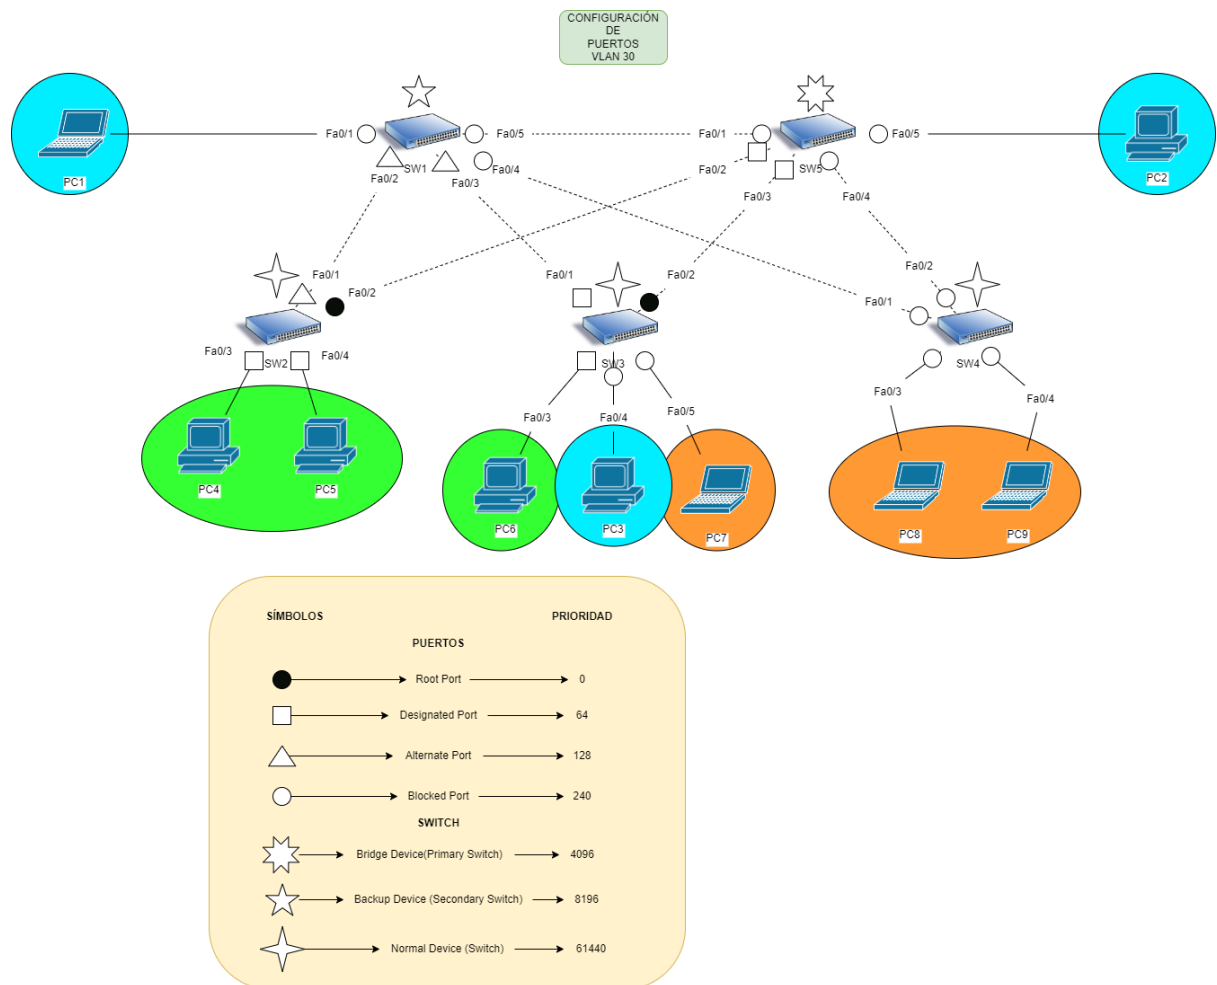 CONFIGURACIÓN
DE
PUERTOS
VLAN 30
PC1
Fa0/1
SW1
Fa0/5
Fa0/2
Fa0/3
Fa0/4
Fa0/1
SW5
Fa0/5
Fa0/2
Fa0/3
Fa0/4
PC2
Fa0/1
Fa0/2
Fa0/3
SW2
Fa0/4
Fa0/1
Fa0/2
SW3
Fa0/3
Fa0/4
Fa0/5
Fa0/2
Fa0/1
SW4
Fa0/3
Fa0/4
PC4
PC5
PC6
PC3
PC7
PC8
PC9
SÍMBOLOS PRIORIDAD
PUERTOS
Root Port 0
Designated Port 64
Alternate Port 128
Blocked Port 240
SWITCH
Bridge Device(Primary Switch) 4096
Backup Device (Secondary Switch) 8196
Normal Device (Switch) 61440